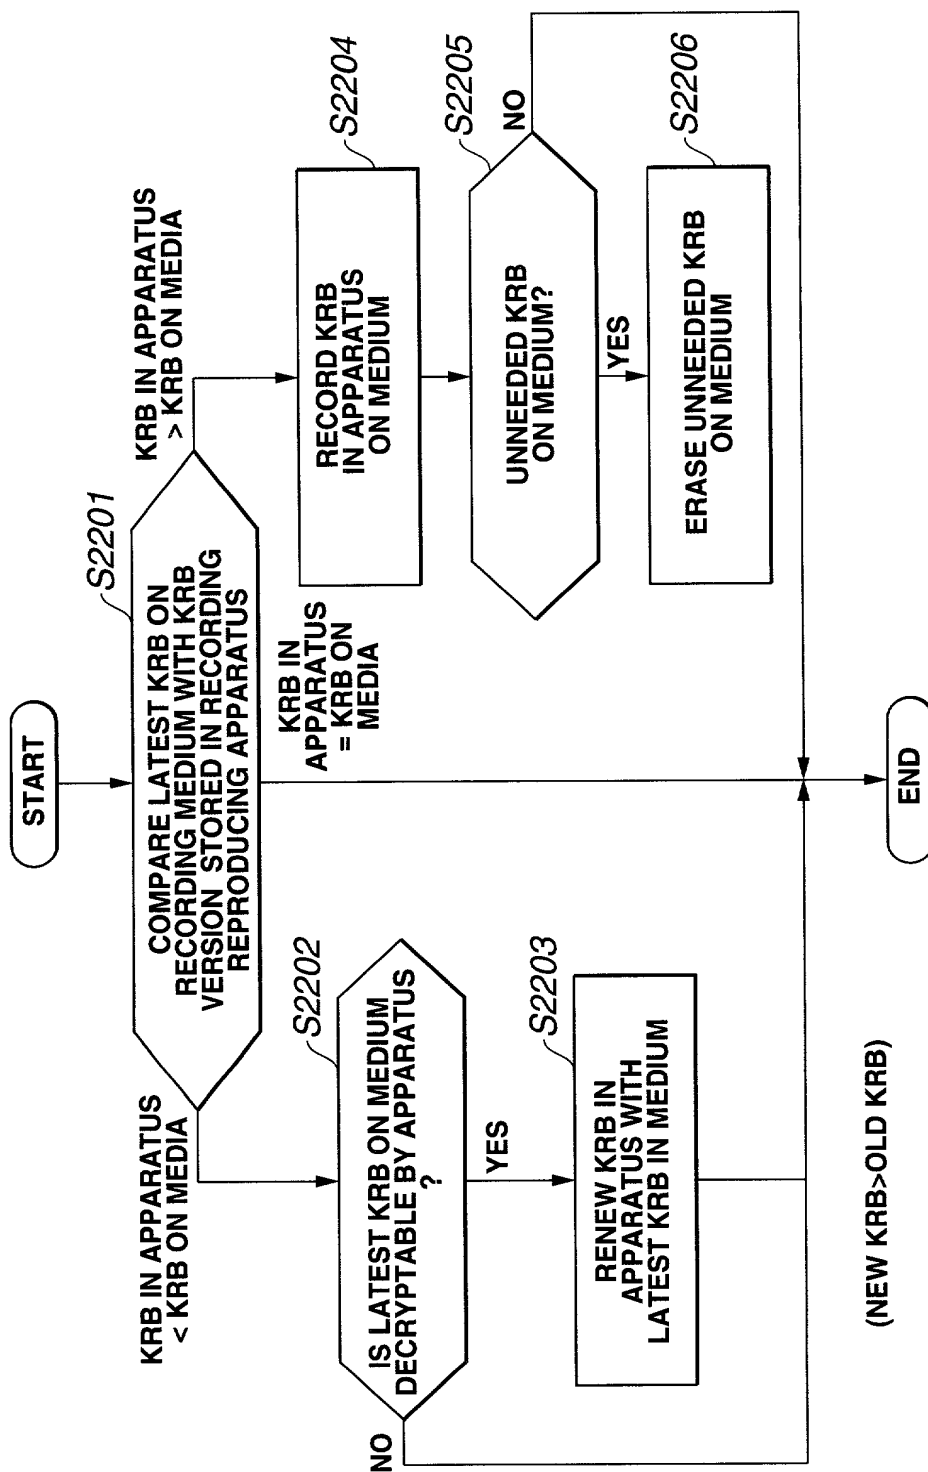 START
S2201
COMPARE LATEST KRB ON
RECORDING MEDIUM WITH KRB
VERSION STORED IN RECORDING
REPRODUCING APPARATUS
KRB IN APPARATUS
< KRB ON MEDIA
KRB IN
APPARATUS
= KRB ON
MEDIA
KRB IN APPARATUS
> KRB ON MEDIA
S2202
IS LATEST KRB ON MEDIUM
DECRYPTABLE BY APPARATUS
?
NO
YES
S2203
RENEW KRB IN
APPARATUS WITH
LATEST KRB IN MEDIUM
S2204
RECORD KRB
IN APPARATUS
ON MEDIUM
S2205
UNNEEDED KRB
ON MEDIUM?
NO
YES
S2206
ERASE UNNEEDED KRB
ON MEDIUM
END
(NEW KRB>OLD KRB)